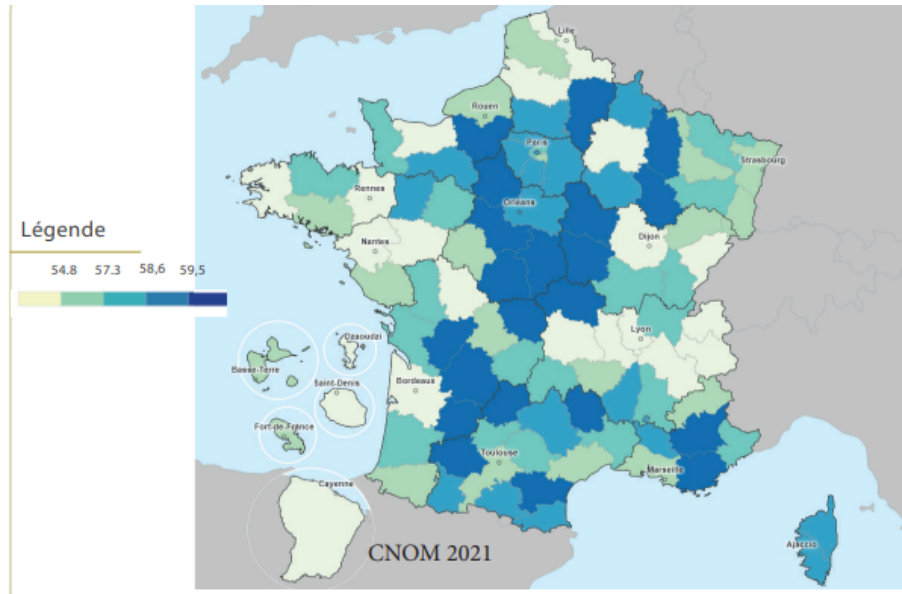 Lille
Rouen
Paris
Strasbourg
Rennes
Orléans
Légende
Nantes
Dijon
54.8 57.3 58,6 59,5
Lyon
Dzaoudzi
Basse-Terre
Saint-Denis
Bordeaux
Fort-de-France
Toulouse
Marseille
Cayenne
CNOM 2021
Ajaccio